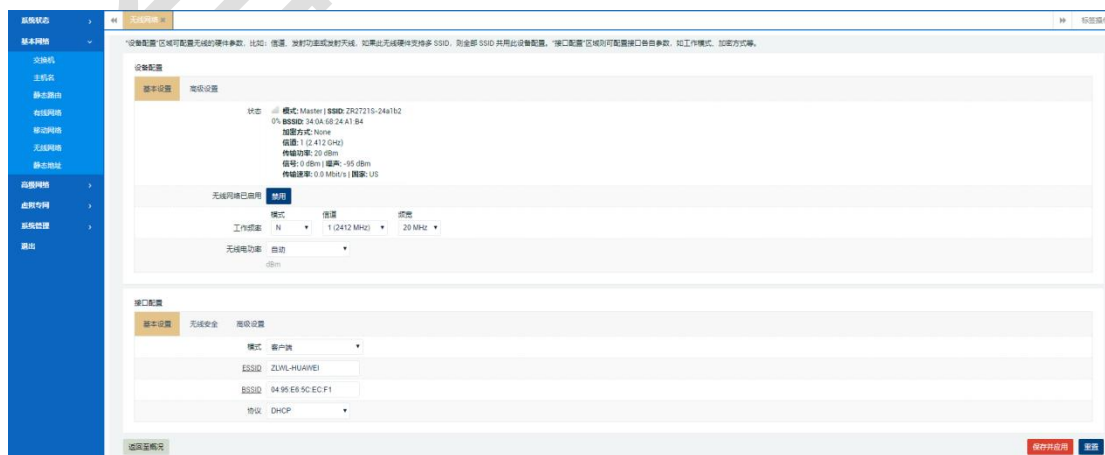 系统状态
基本网络
交换机
主机名
静态路由
有线网络
移动网络
无线网络
静态地址
高级网络
虚拟专网
系统管理
退出
无线网络
标签操
"设备配置"区域可配置无线的硬件参数，比如：信道、发射功率或发射天线，如果此无线硬件支持多 SSID，则全部 SSID 共用此设备配置。"接口配置"区域则可配置接口各自参数，如工作模式、加密方式等。
设备配置
基本设置 高级设置
状态 模式: Master | SSID: ZR2721S-24a1b2
0% BSSID: 34:0A:68:24:A1:B4
加密方式: None
信道: 1 (2.412 GHz)
传输功率: 20 dBm
信号: 0 dBm | 噪声: -95 dBm
传输速率: 0.0 Mbit/s | 国家: US
无线网络已启用 禁用
模式 信道 频宽
工作频率 N 1 (2412 MHz) 20 MHz
无线电功率 自动
dBm
接口配置
基本设置 无线安全 高级设置
模式 客户端
ESSID ZLWL-HUAWEI
BSSID 04:95:E6:5C:EC:F1
协议 DHCP
返回至概况 保存并应用 重置